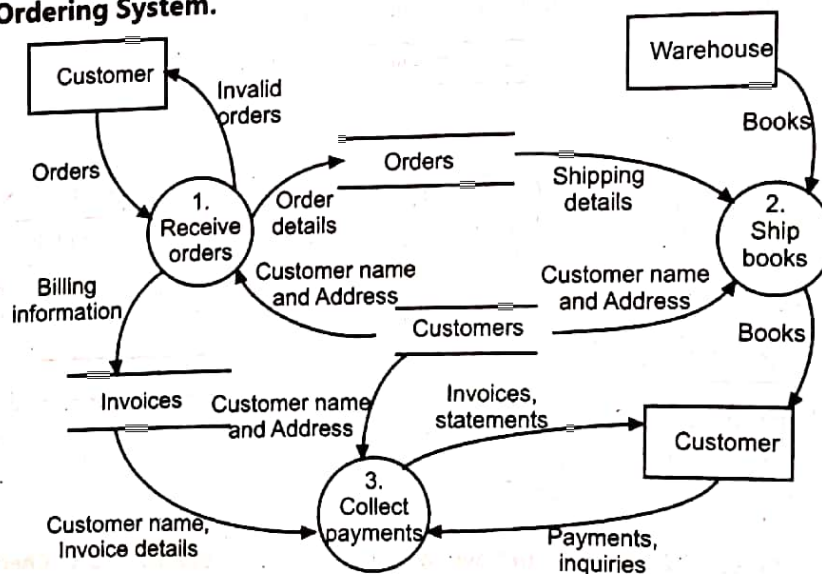 Ordering System.
Customer
Warehouse
Invalid
orders
Books
Orders
Orders
1.
Receive
orders
Order
details
Shipping
details
2.
Ship
books
Customer name
and Address
Customer name
and Address
Billing
information
Customers
Books
Invoices
Customer name
and Address
Invoices,
statements
Customer
3.
Collect
payments
Customer name,
Invoice details
Payments,
inquiries